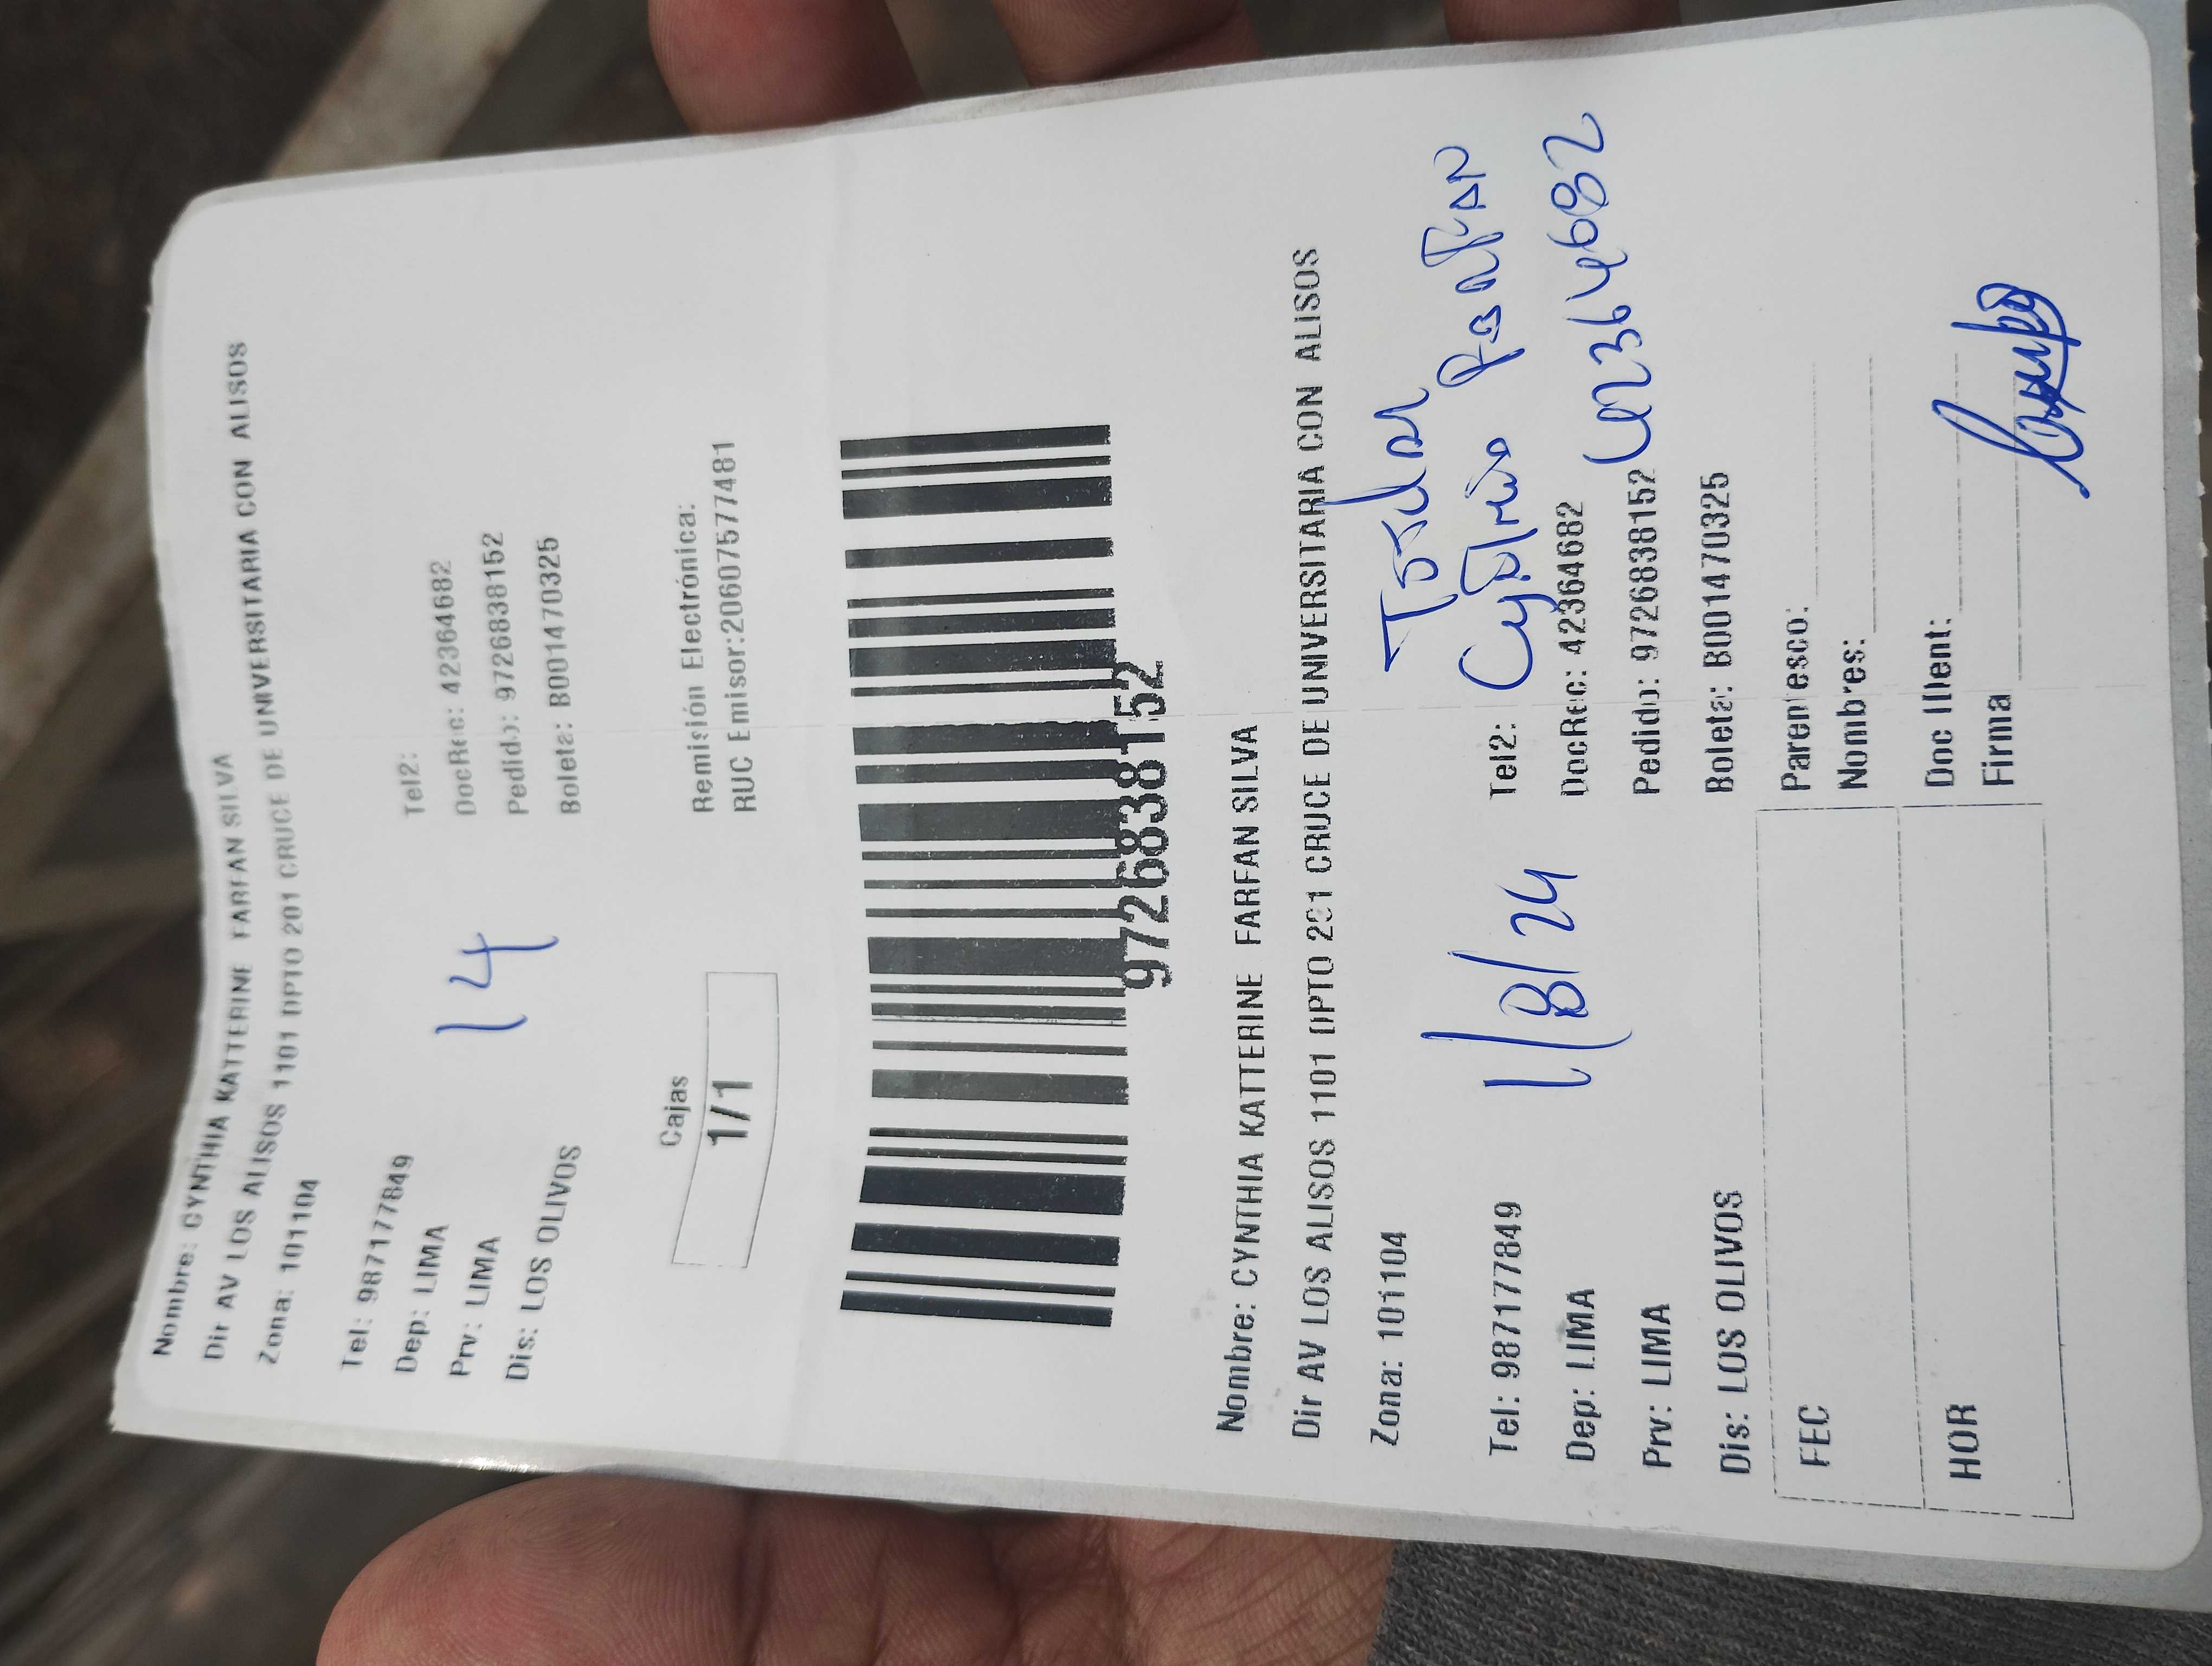 Nombre: CYNTHIA KATTERINE FARFAN SILVA
Dir AV LOS ALISOS 1101 DPTO 201 CRUCE DE UNIVERSITARIA CON ALISOS
Zona: 101104
Tel: 987177849 Tel2:
Dep: LIMA DocRec: 42364682
Prv: LIMA Pedido: 9726838152
Dis: LOS OLIVOS Boleta: B001470325
14
Cajas
1/1
Remisión Electrónica:
RUC Emisor:20607577481
9726838152
Nombre: CYNTHIA KATTERINE FARFAN SILVA
Dir AV LOS ALISOS 1101 DPTO 201 CRUCE DE UNIVERSITARIA CON ALISOS
Zona: 101104
Tel: 987177849 1/8/24 Tel2: Cynthia Farfan
Dep: LIMA DocRec: 42364682 42364682
Prv: LIMA Pedido: 9726838152
Dis: LOS OLIVOS Boleta: B001470325
FEC Parentesco:
Nombres:
HOR Doc Ident:
Firma